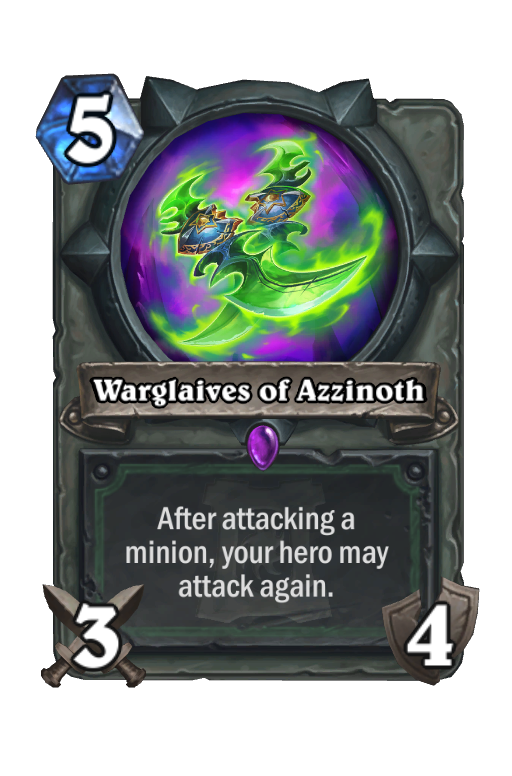 5
Warglaives of Azzinoth
After attacking a
minion, your hero may
attack again.
3
4